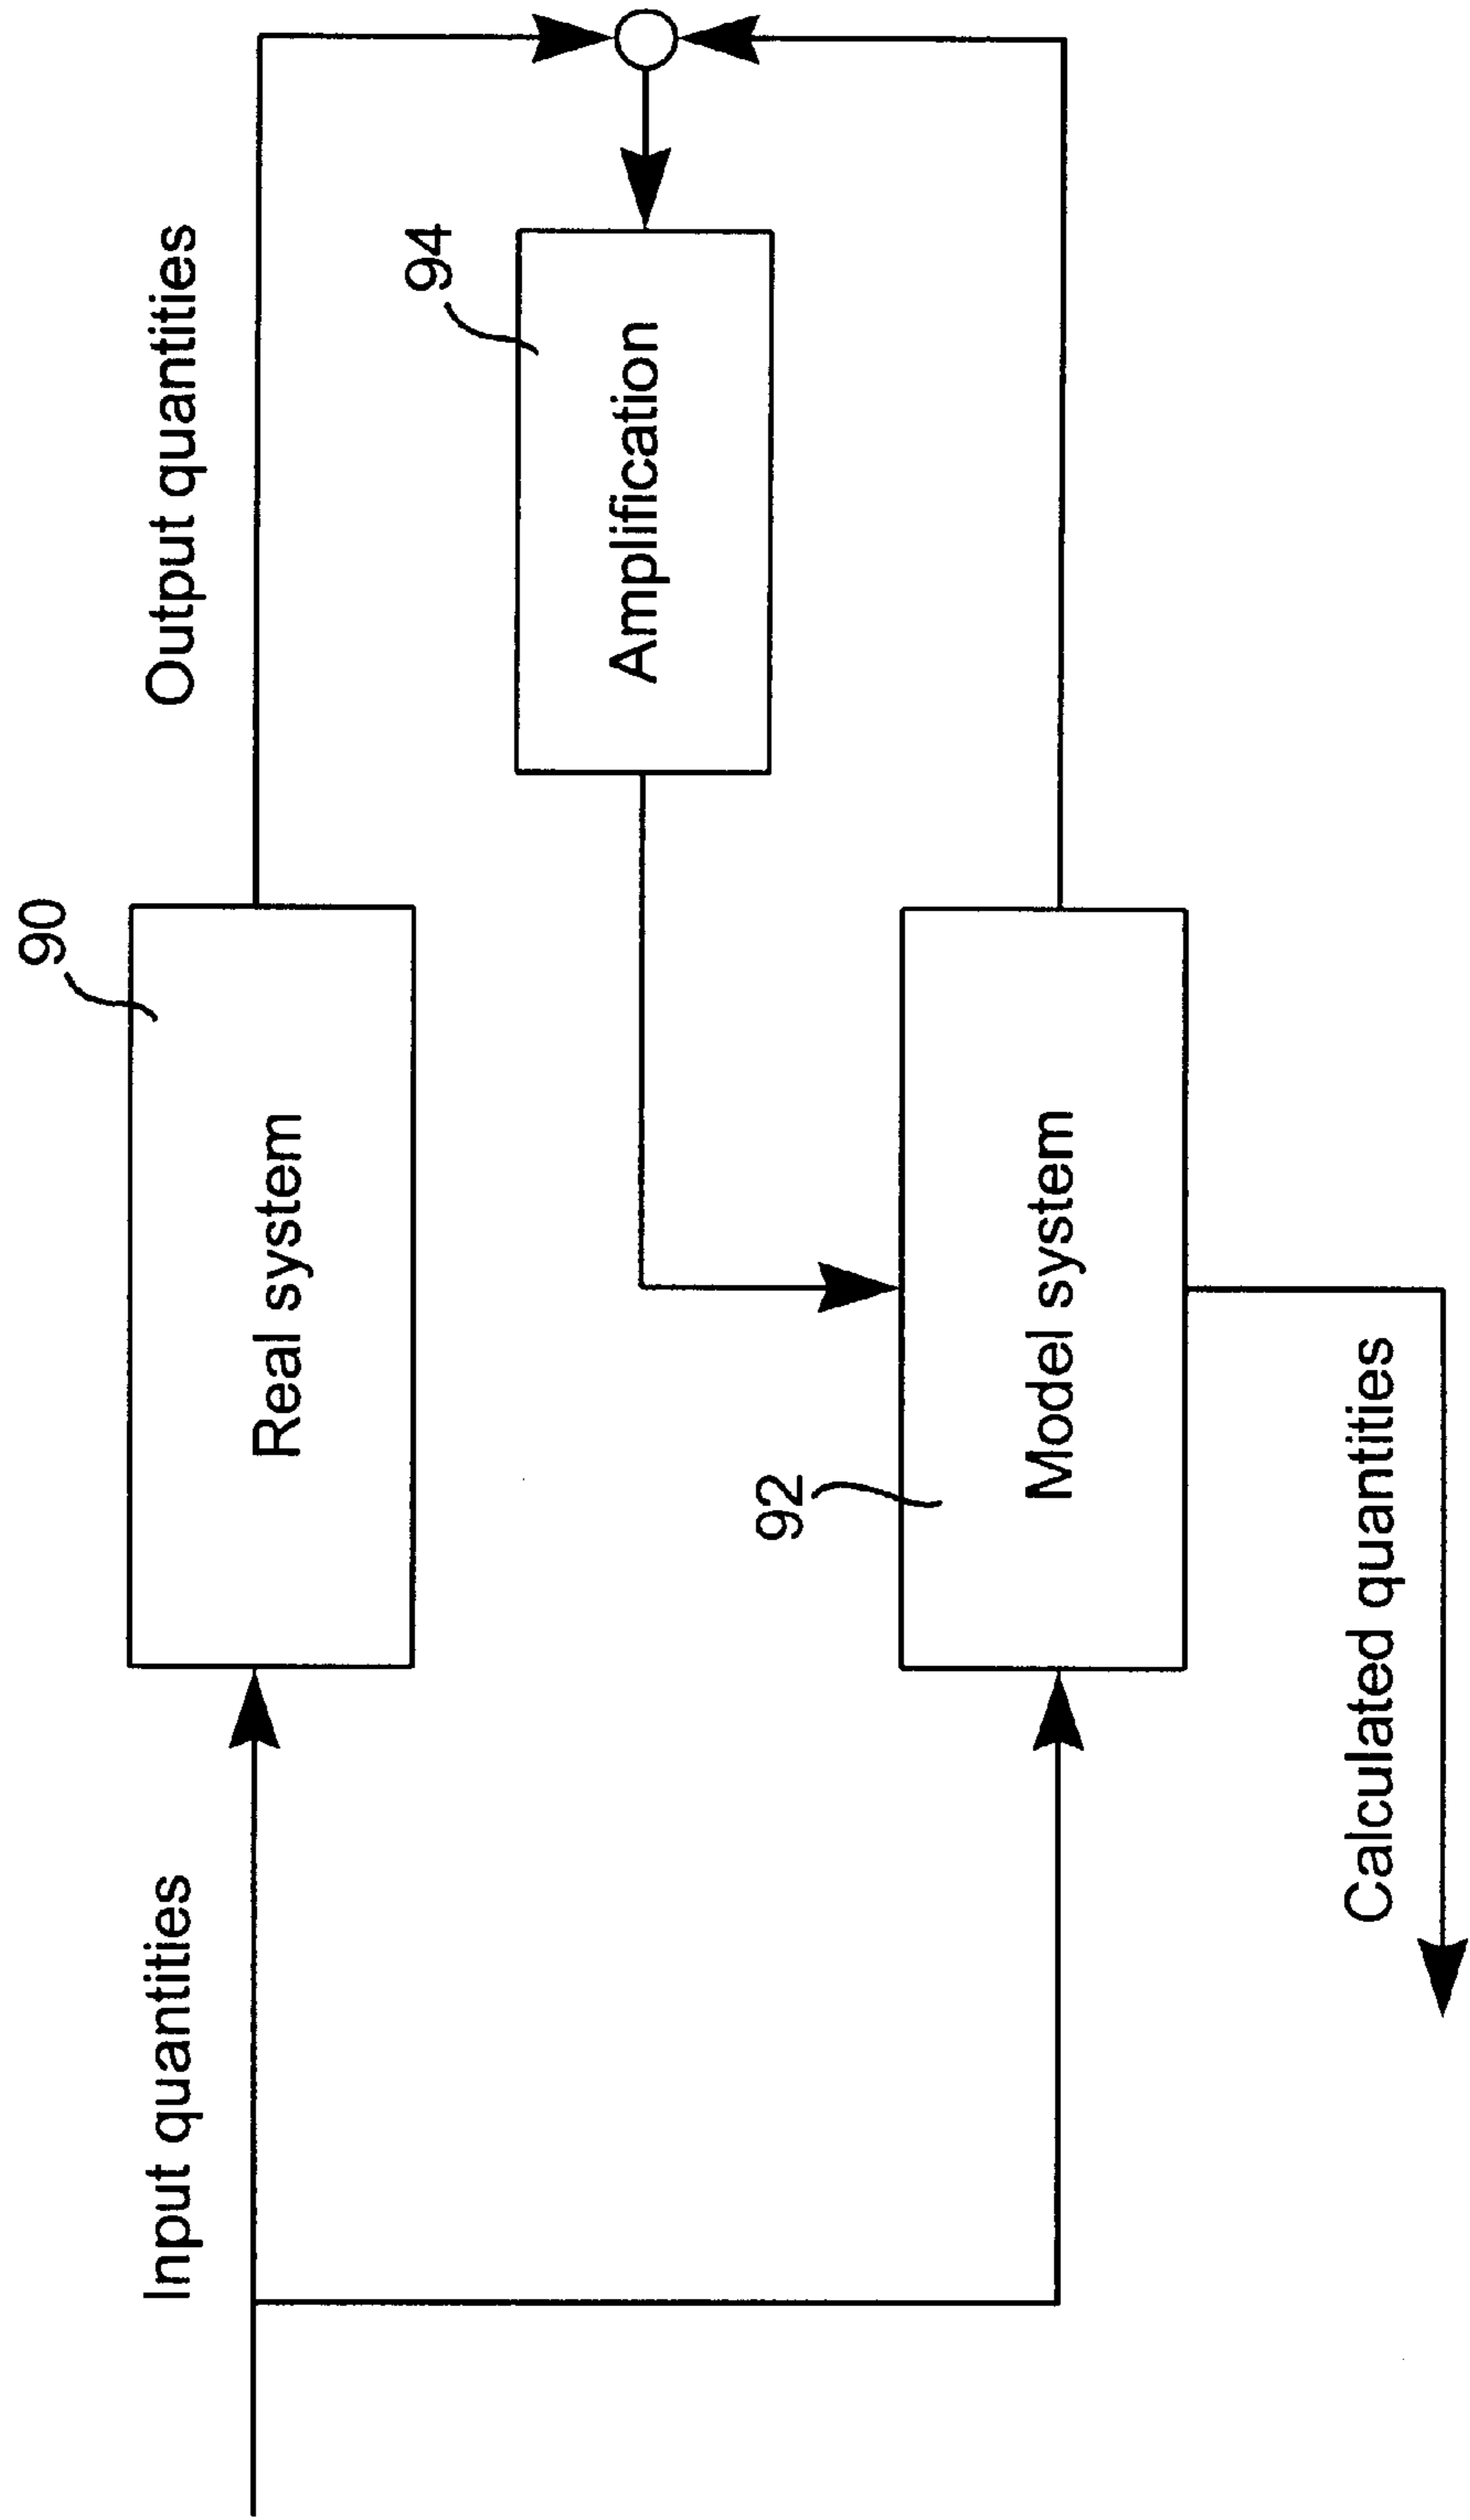 Input quantities
Real system
90
Output quantities
94
Amplification
92
Model system
Calculated quantities